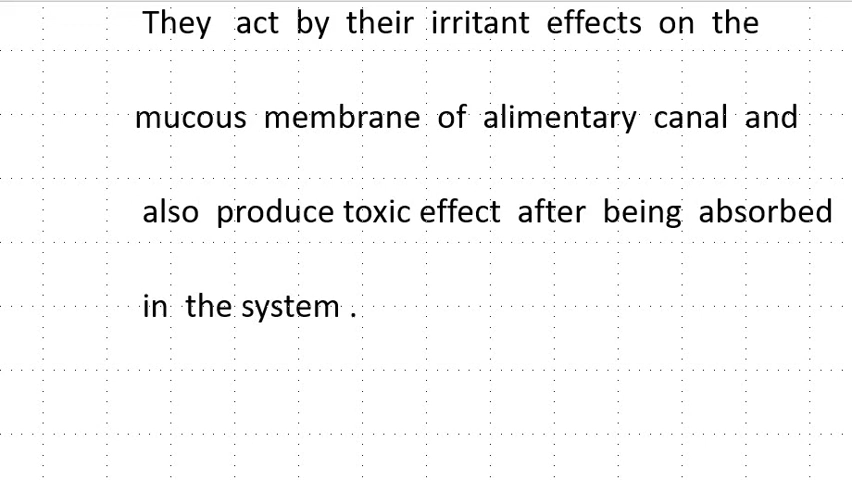 They act by their irritant effects on the
mucous membrane of alimentary canal and
also produce toxic effect after being absorbed
in the system .